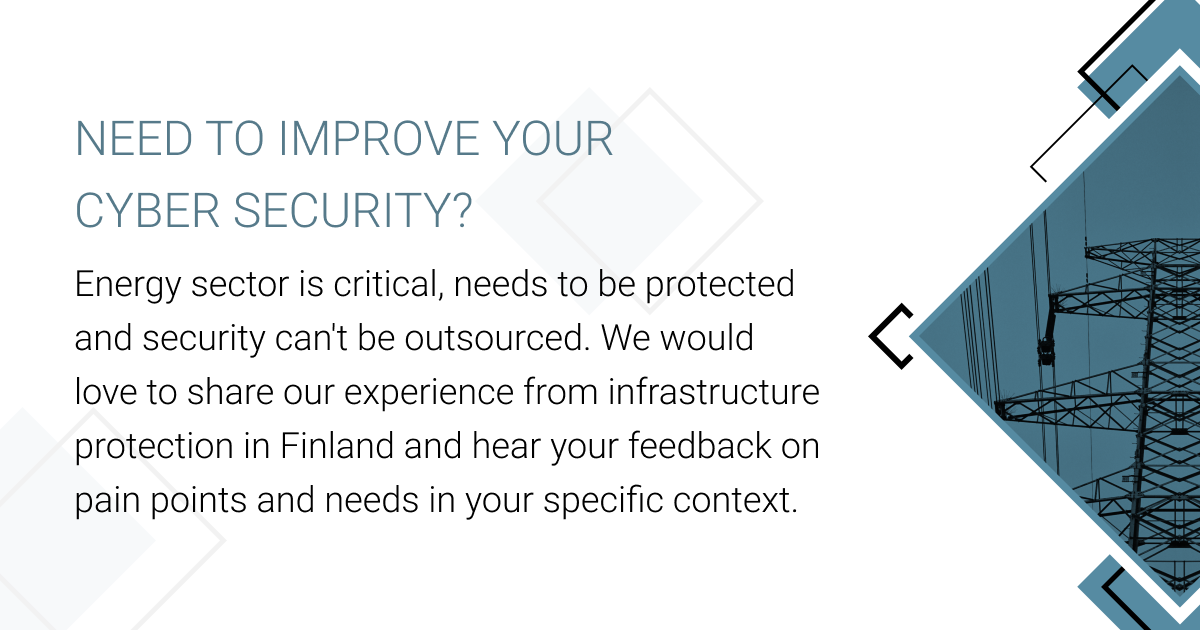 NEED TO IMPROVE YOUR
CYBER SECURITY?
Energy sector is critical, needs to be protected
and security can't be outsourced. We would
love to share our experience from infrastructure
protection in Finland and hear your feedback on
pain points and needs in your specific context.